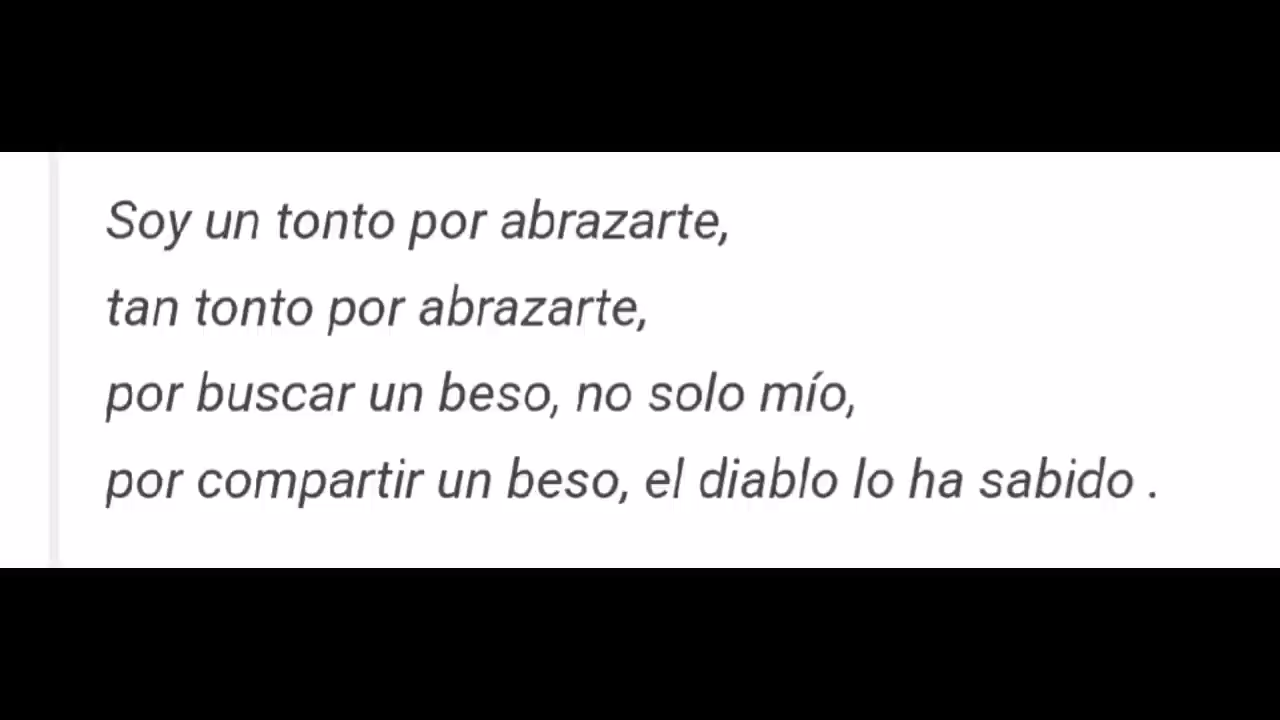 Soy un tonto por abrazarte,
tan tonto por abrazarte,
por buscar un beso, no solo mío,
por compartir un beso, el diablo lo ha sabido .